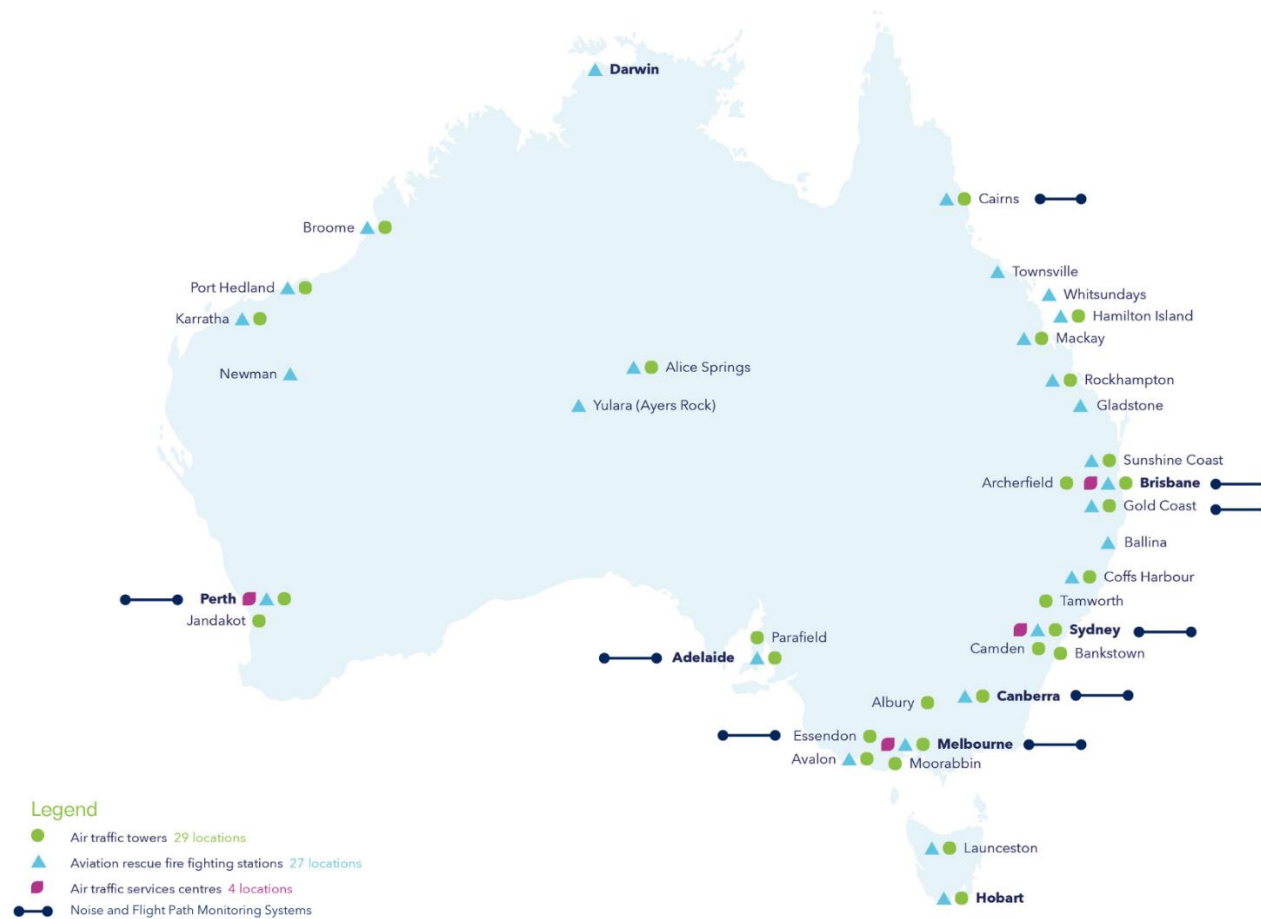 Darwin
Cairns
Broome
Townsville
Port Hedland
Whitsundays
Hamilton Island
Karratha
Mackay
Alice Springs
Newman
Rockhampton
Yulara (Ayers Rock)
Gladstone
Sunshine Coast
Archerfield
Brisbane
Gold Coast
Ballina
Coffs Harbour
Perth
Tamworth
Jandakot
Sydney
Parafield
Camden
Bankstown
Adelaide
Canberra
Albury
Essendon
Melbourne
Avalon
Moorabbin
Launceston
Hobart
Legend
Air traffic towers 29 locations
Aviation rescue fire fighting stations 27 locations
Air traffic services centres 4 locations
Noise and Flight Path Monitoring Systems